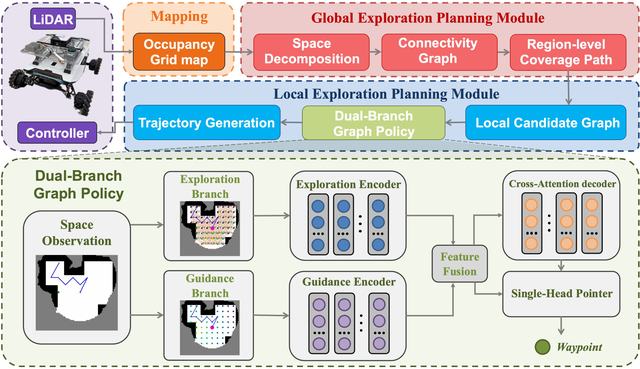 LiDAR
Mapping
Global Exploration Planning Module
Occupancy
Grid map
Space
Decomposition
Connectivity
Graph
Region-level
Coverage Path
Local Exploration Planning Module
Controller
Trajectory Generation
Dual-Branch
Graph Policy
Local Candidate Graph
Dual-Branch
Graph Policy
Space
Observation
Exploration
Branch
Exploration Encoder
Cross-Attention decoder
Guidance
Branch
Guidance Encoder
Feature
Fusion
Single-Head Pointer
Waypoint